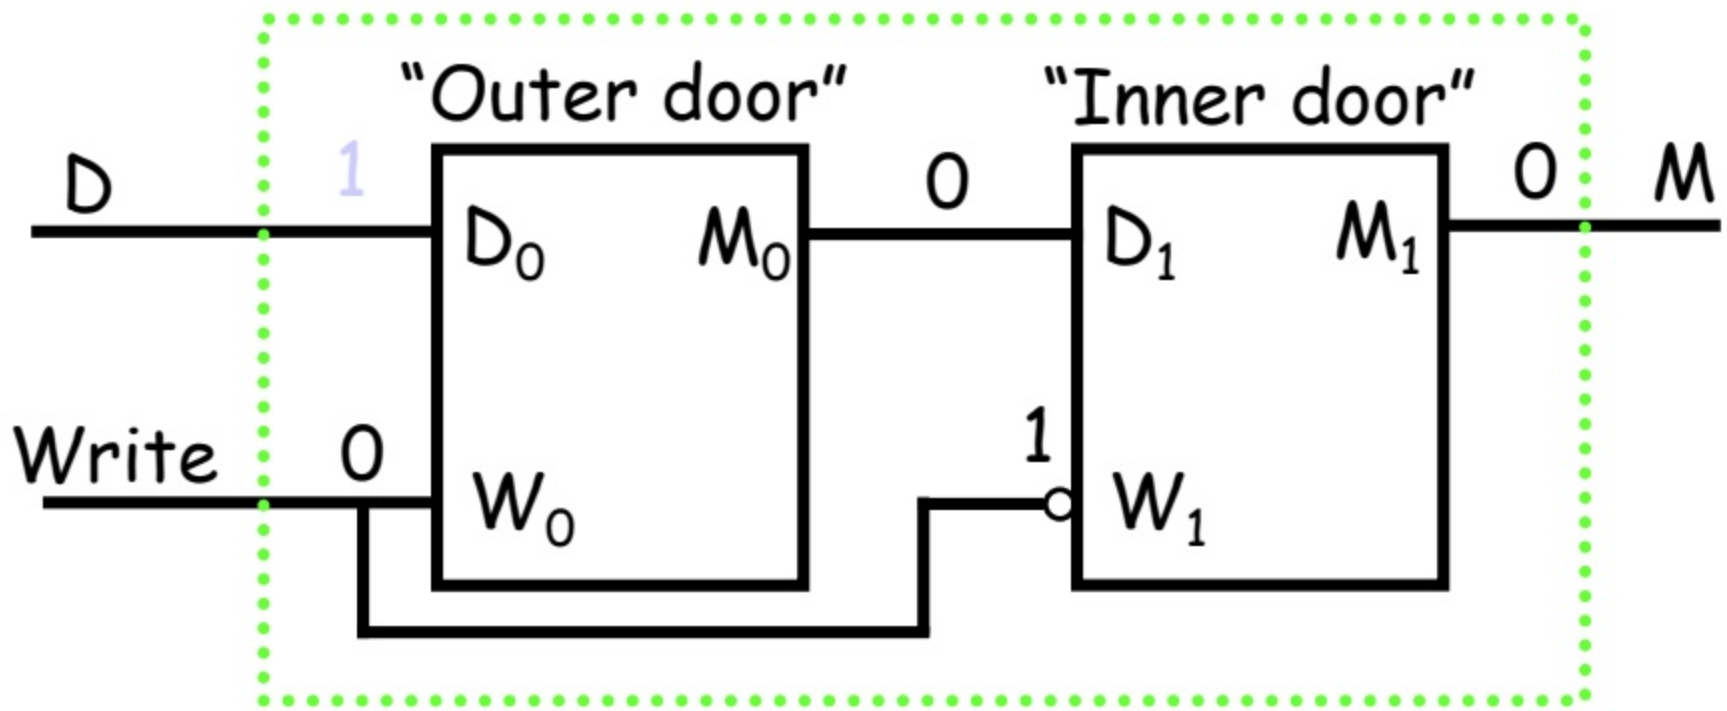 “Outer door” “Inner door”
D 1 0 0 M
D₀ M₀ D₁ M₁
Write 0 1
W₀ W₁